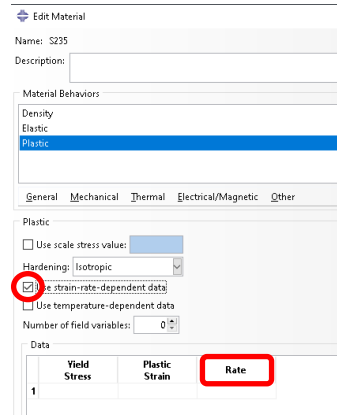 Edit Material
Name: S235
Description:
Material Behaviors
Density
Elastic
Plastic
General Mechanical Thermal Electrical/Magnetic Other
Plastic
Use scale stress value:
Hardening: Isotropic
Use strain-rate-dependent data
Use temperature-dependent data
Number of field variables: 0
Data
Yield Stress Plastic Strain Rate
1